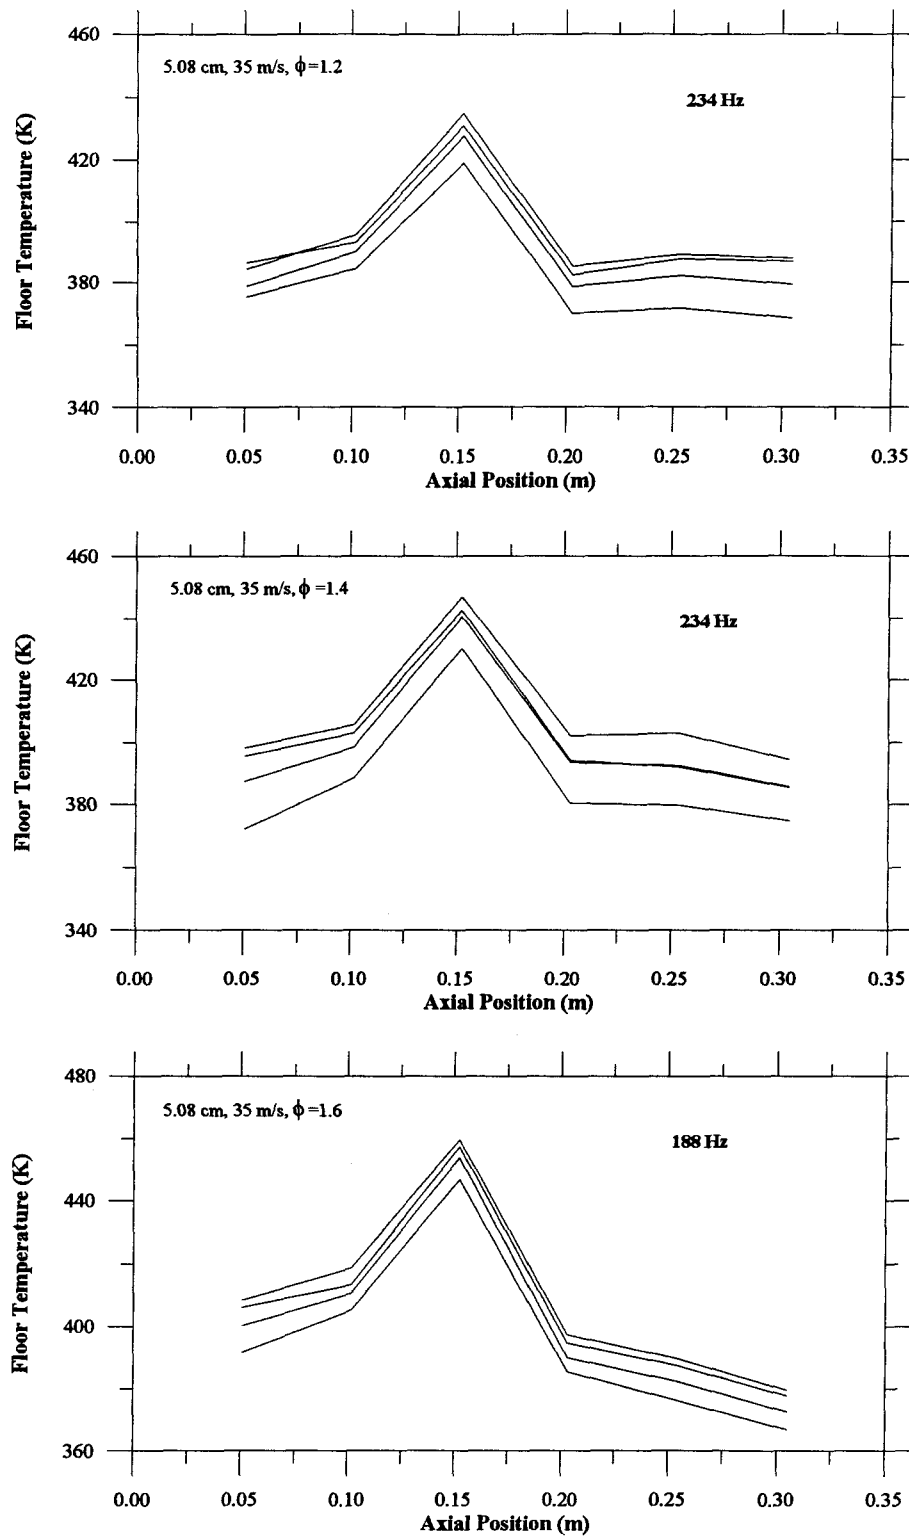 460
5.08 cm, 35 m/s, ϕ=1.2
234 Hz
420
380
340
Floor Temperature (K)
0.00 0.05 0.10 0.15 0.20 0.25 0.30 0.35
Axial Position (m)
460
5.08 cm, 35 m/s, ϕ =1.4
234 Hz
420
380
340
Floor Temperature (K)
0.00 0.05 0.10 0.15 0.20 0.25 0.30 0.35
Axial Position (m)
480
5.08 cm, 35 m/s, ϕ =1.6
188 Hz
440
400
360
Floor Temperature (K)
0.00 0.05 0.10 0.15 0.20 0.25 0.30 0.35
Axial Position (m)